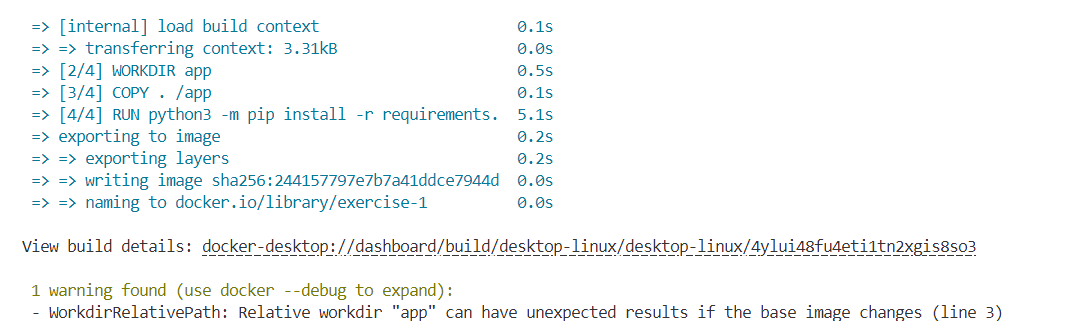 => [internal] load build context 0.1s
=> => transferring context: 3.31kB 0.0s
=> [2/4] WORKDIR app 0.5s
=> [3/4] COPY . /app 0.1s
=> [4/4] RUN python3 -m pip install -r requirements. 5.1s
=> exporting to image 0.2s
=> => exporting layers 0.2s
=> => writing image sha256:244157797e7b7a41ddce7944d 0.0s
=> => naming to docker.io/library/exercise-1 0.0s
View build details: docker-desktop://dashboard/build/desktop-linux/desktop-linux/4ylui48fu4eti1tn2xgis8so3
1 warning found (use docker --debug to expand):
- WorkdirRelativePath: Relative workdir "app" can have unexpected results if the base image changes (line 3)